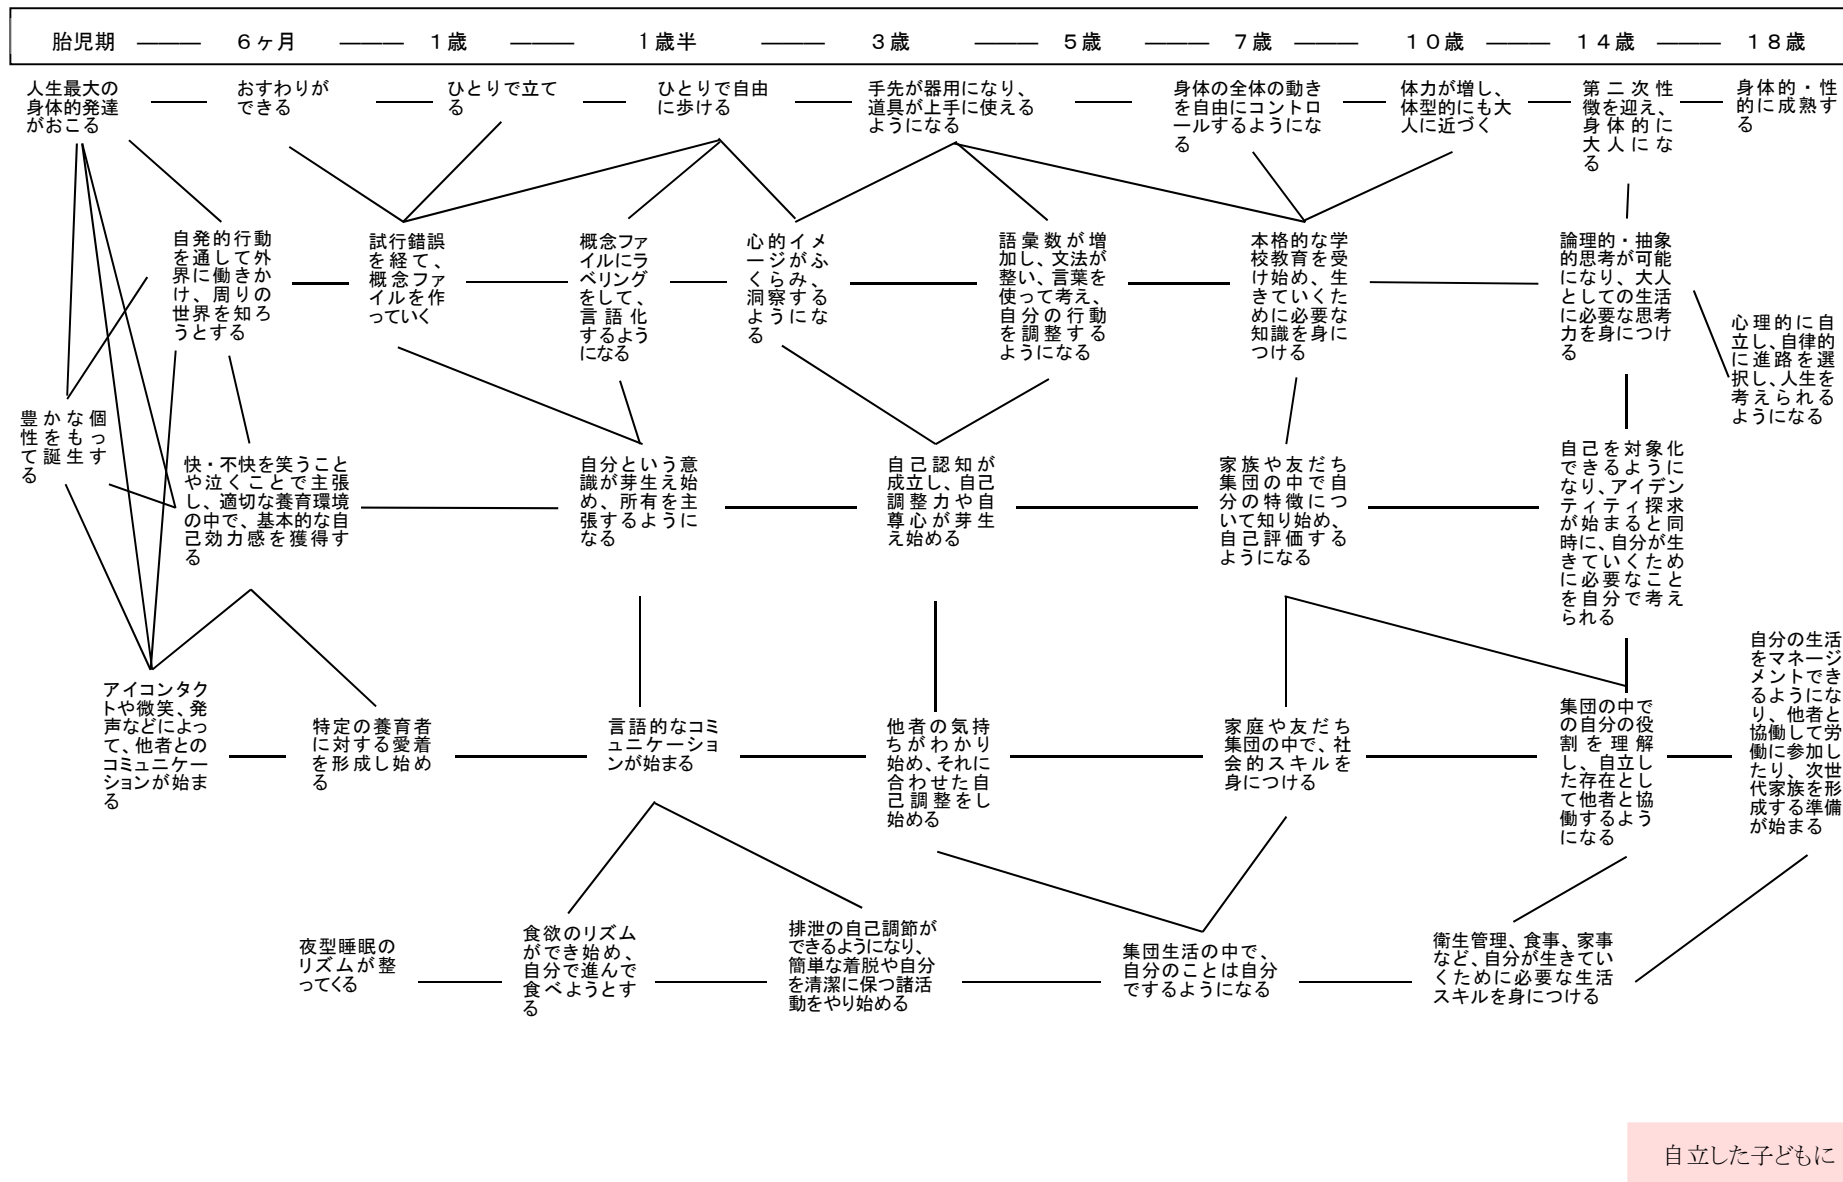 胎児期 ――― 6ヶ月 ――― 1歳 ――― 1歳半 ――― 3歳 ――― 5歳 ――― 7歳 ――― 10歳 ――― 14歳 ――― 18歳
人生最大の
身体的発達
がおこる
おすわりが
できる
ひとりで立て
る
ひとりで自由
に歩ける
手先が器用になり、
道具が上手に使える
ようになる
身体の全体の動き
を自由にコントロ
ールするようにな
る
体力が増し、
体型的にも大
人に近づく
第二次性
徴を迎え、
身体的に
大人にな
る
身体的・性
的に成熟す
る
自発的行動
を通して外
界に働きか
け、周りの
世界を知ろ
うとする
試行錯誤
を経て、
概念ファ
イルを作
っていく
概念ファ
イルにラ
ベリング
をして、
言語化
するよう
になる
心的イメ
ージがふ
くらみ、
洞察する
ようにな
る
語彙数が増
加し、文法が
整い、言葉を
使って考え、
自分の行動
を調整する
ようになる
本格的な学
校教育を受
け始め、生
きていくた
めに必要な
知識を身に
つける
論理的・抽象
的思考が可能
になり、大人
としての生活
に必要な思考
力を身につけ
る
心理的に自
立し、自律的
に進路を選
択し、人生を
考えられる
ようになる
豊かな個
性をもっ
て誕生す
る
快・不快を笑うこと
や泣くことで主張
し、適切な養育環境
の中で、基本的な自
己効力感を獲得す
る
自分という意
識が芽生え始
め、所有を主
張するように
なる
自己認知が
成立し、自己
調整力や自
尊心が芽生
え始める
家族や友だち
集団の中で自
分の特徴につ
いて知り始め、
自己評価する
ようになる
自己を対象化
できるように
なり、アイデン
ティティ探求
が始まると同
時に、自分が生
きていくため
に必要なこと
を自分で考え
られる
アイコンタク
トや微笑、発
声などによっ
て、他者との
コミュニケー
ションが始ま
る
特定の養育者
に対する愛着
を形成し始め
る
言語的なコミ
ュニケーショ
ンが始まる
他者の気持
ちがわかり
始め、それに
合わせた自
己調整をし
始める
家庭や友だち
集団の中で、社
会的スキルを
身につける
集団の中で
の自分の役
割を理解
し、自立し
た存在とし
て他者と協
働するよう
になる
自分の生活
をマネージ
メントでき
るようにな
り、他者と
協働して労
働に参加し
たり、次世
代家族を形
成する準備
が始まる
夜型睡眠の
リズムが整
ってくる
食欲のリズム
ができ始め、
自分で進んで
食べようとす
る
排泄の自己調節が
できるようになり、
簡単な着脱や自分
を清潔に保つ諸活
動をやり始める
集団生活の中で、
自分のことは自分
でするようになる
衛生管理、食事、家事
など、自分が生きてい
くために必要な生活
スキルを身につける
自立した子どもに